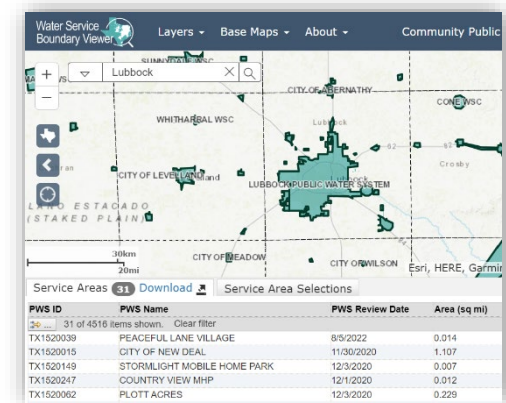 Water Service
Boundary Viewer
Layers
Base Maps
About
Community Public
Lubbock
CITY OF ABERNATHY
CONE WSC
WHITHARRAL WSC
Lubbock
Crosby
CITY OF LEVELLAND
LUBBOCK PUBLIC WATER SYSTEM
LLANO ESTACADO
(STAKED PLAIN)
30km
20mi
CITY OF MEADOW
CITY OF WILSON
Esri, HERE, Garmin
Service Areas 31 Download
Service Area Selections
PWS ID PWS Name PWS Review Date Area (sq mi)
31 of 4516 items shown. Clear filter
TX1520039 PEACEFUL LANE VILLAGE 8/5/2022 0.014
TX1520015 CITY OF NEW DEAL 11/30/2020 1.107
TX1520149 STORMLIGHT MOBILE HOME PARK 12/3/2020 0.007
TX1520247 COUNTRY VIEW MHP 12/1/2020 0.012
TX1520062 PLOTT ACRES 12/3/2020 0.229